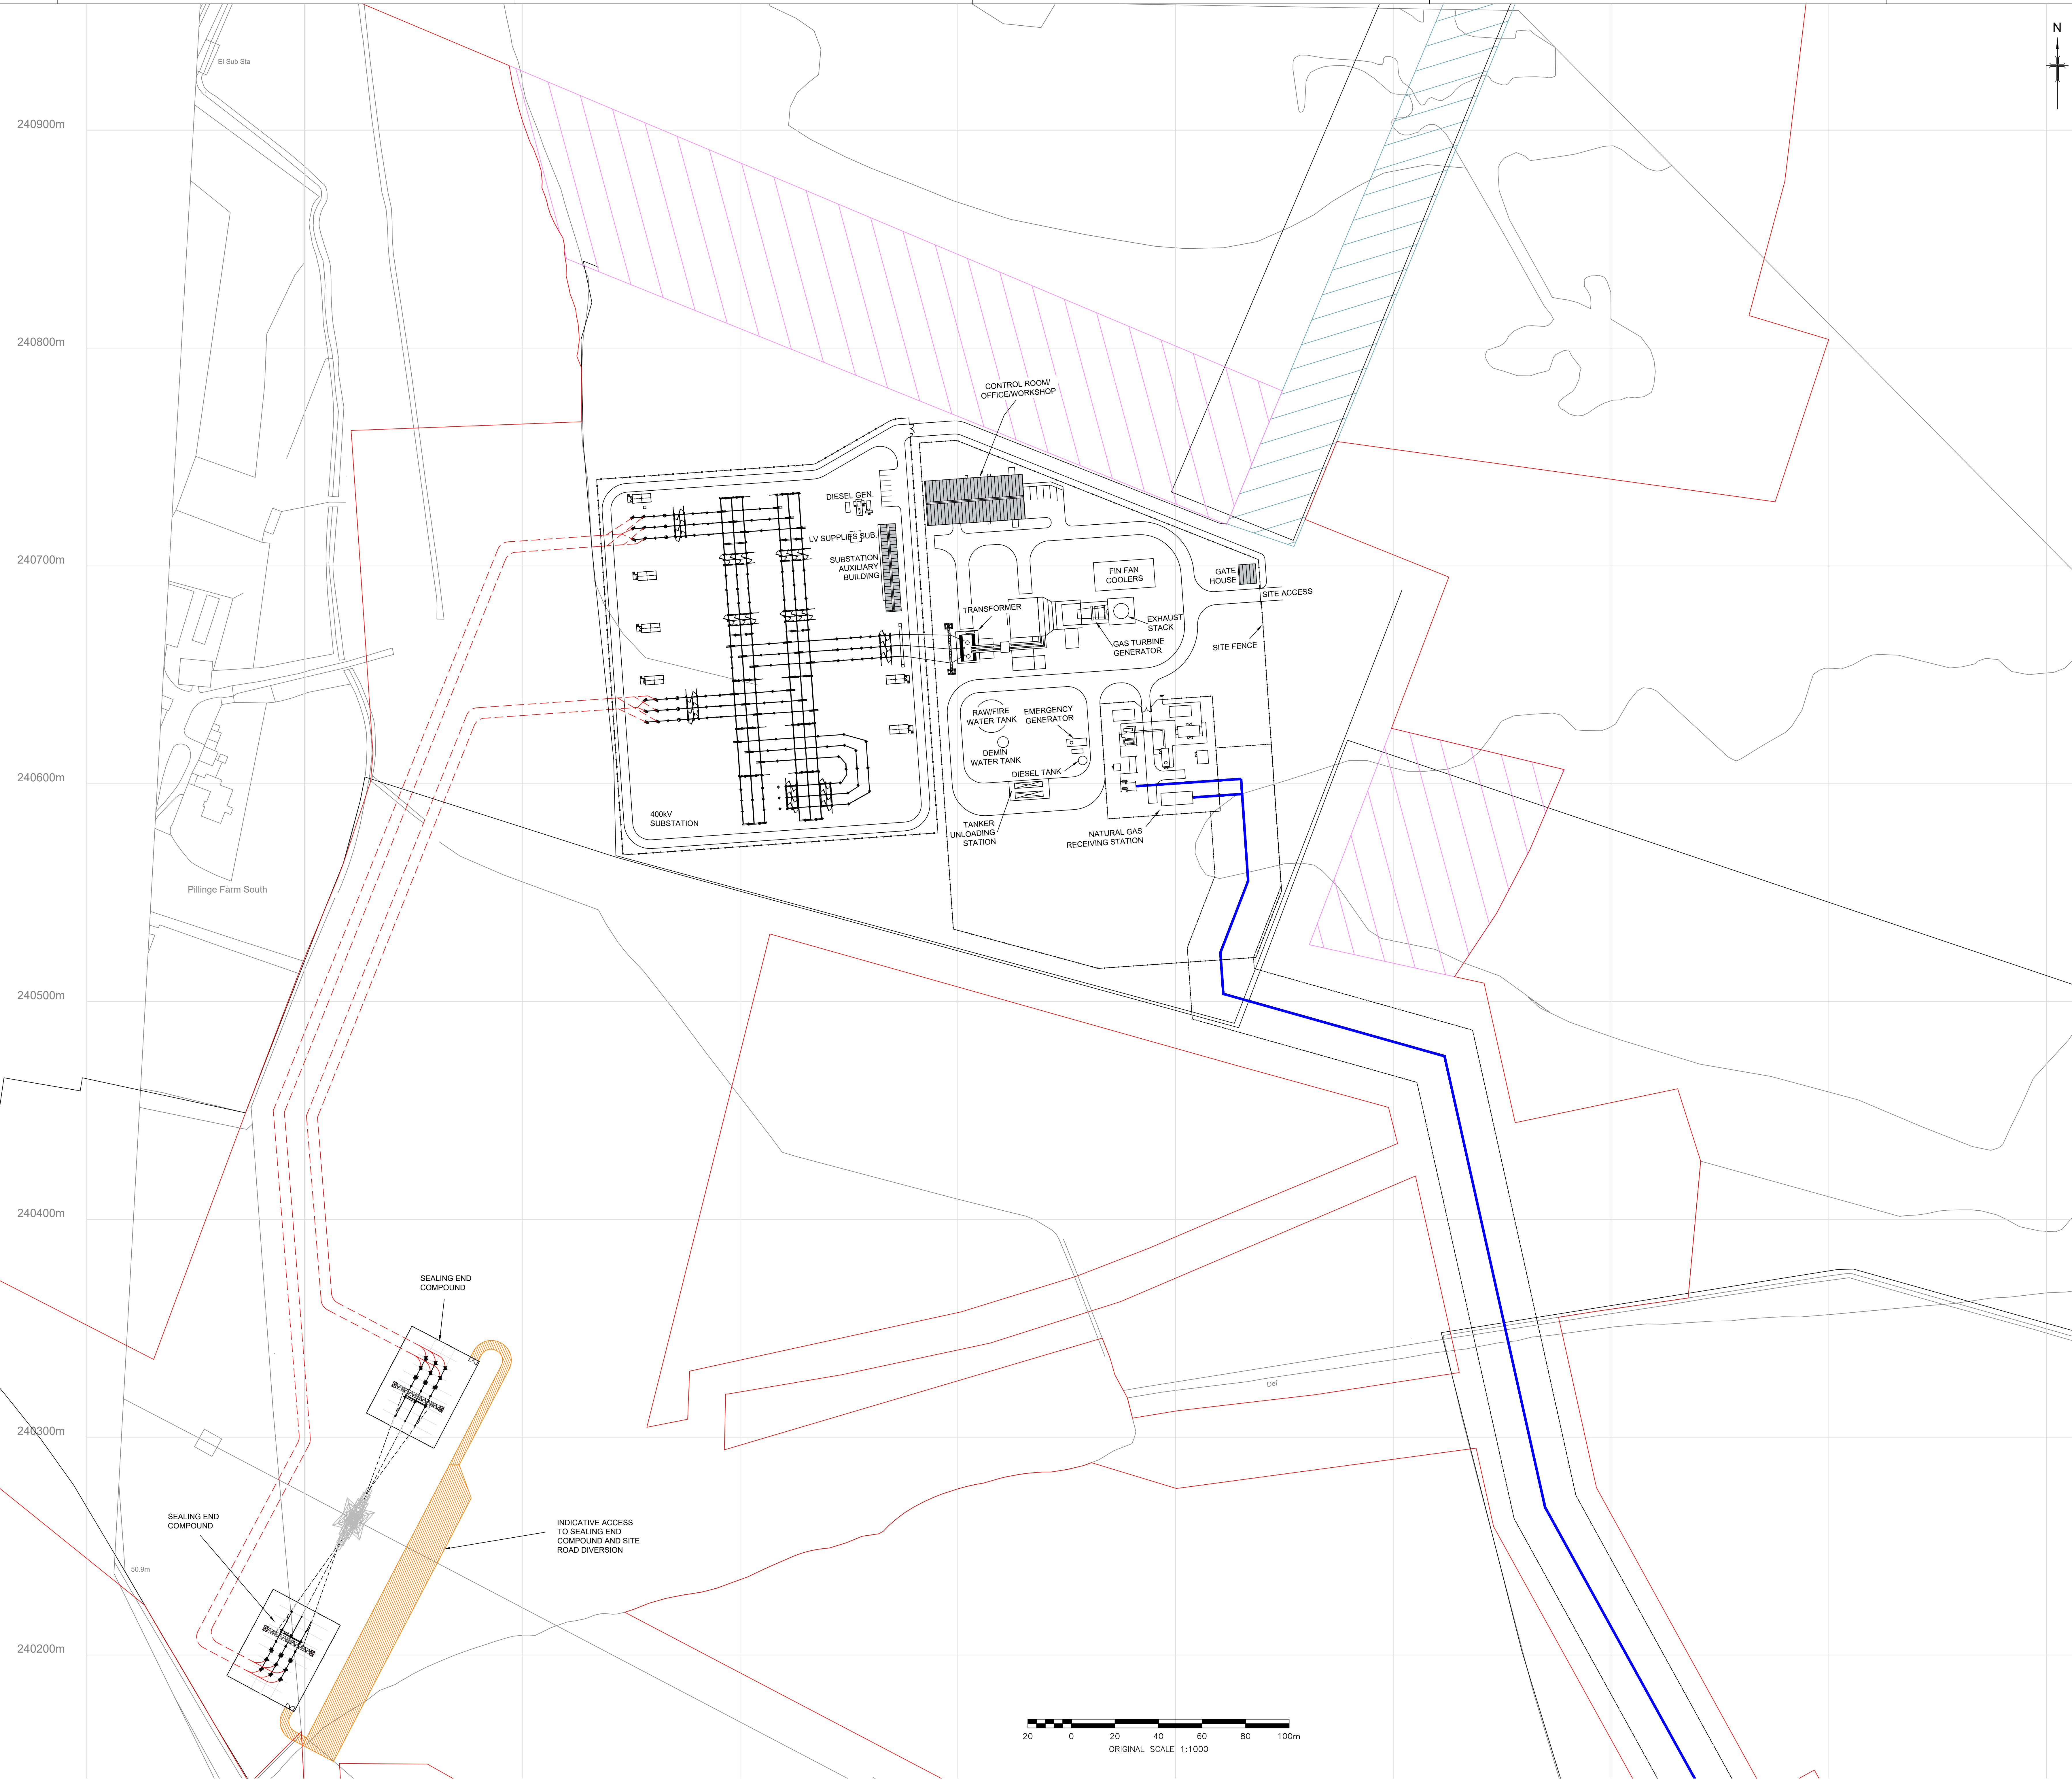 N
El Sub Sta
240900m
240800m
CONTROL ROOM/
OFFICE/WORKSHOP
DIESEL GEN.
LV SUPPLIES SUB.
SUBSTATION
AUXILIARY
BUILDING
240700m
FIN FAN
COOLERS
GATE
HOUSE
SITE ACCESS
TRANSFORMER
EXHAUST
STACK
GAS TURBINE
GENERATOR
SITE FENCE
RAW/FIRE
WATER TANK
EMERGENCY
GENERATOR
DEMIN
WATER TANK
DIESEL TANK
240600m
400kV
SUBSTATION
TANKER
UNLOADING
STATION
NATURAL GAS
RECEIVING STATION
Pillinge Farm South
240500m
240400m
SEALING END
COMPOUND
Def
240300m
SEALING END
COMPOUND
INDICATIVE ACCESS
TO SEALING END
COMPOUND AND SITE
ROAD DIVERSION
50.9m
240200m
20 0 20 40 60 80 100m
ORIGINAL SCALE 1:1000